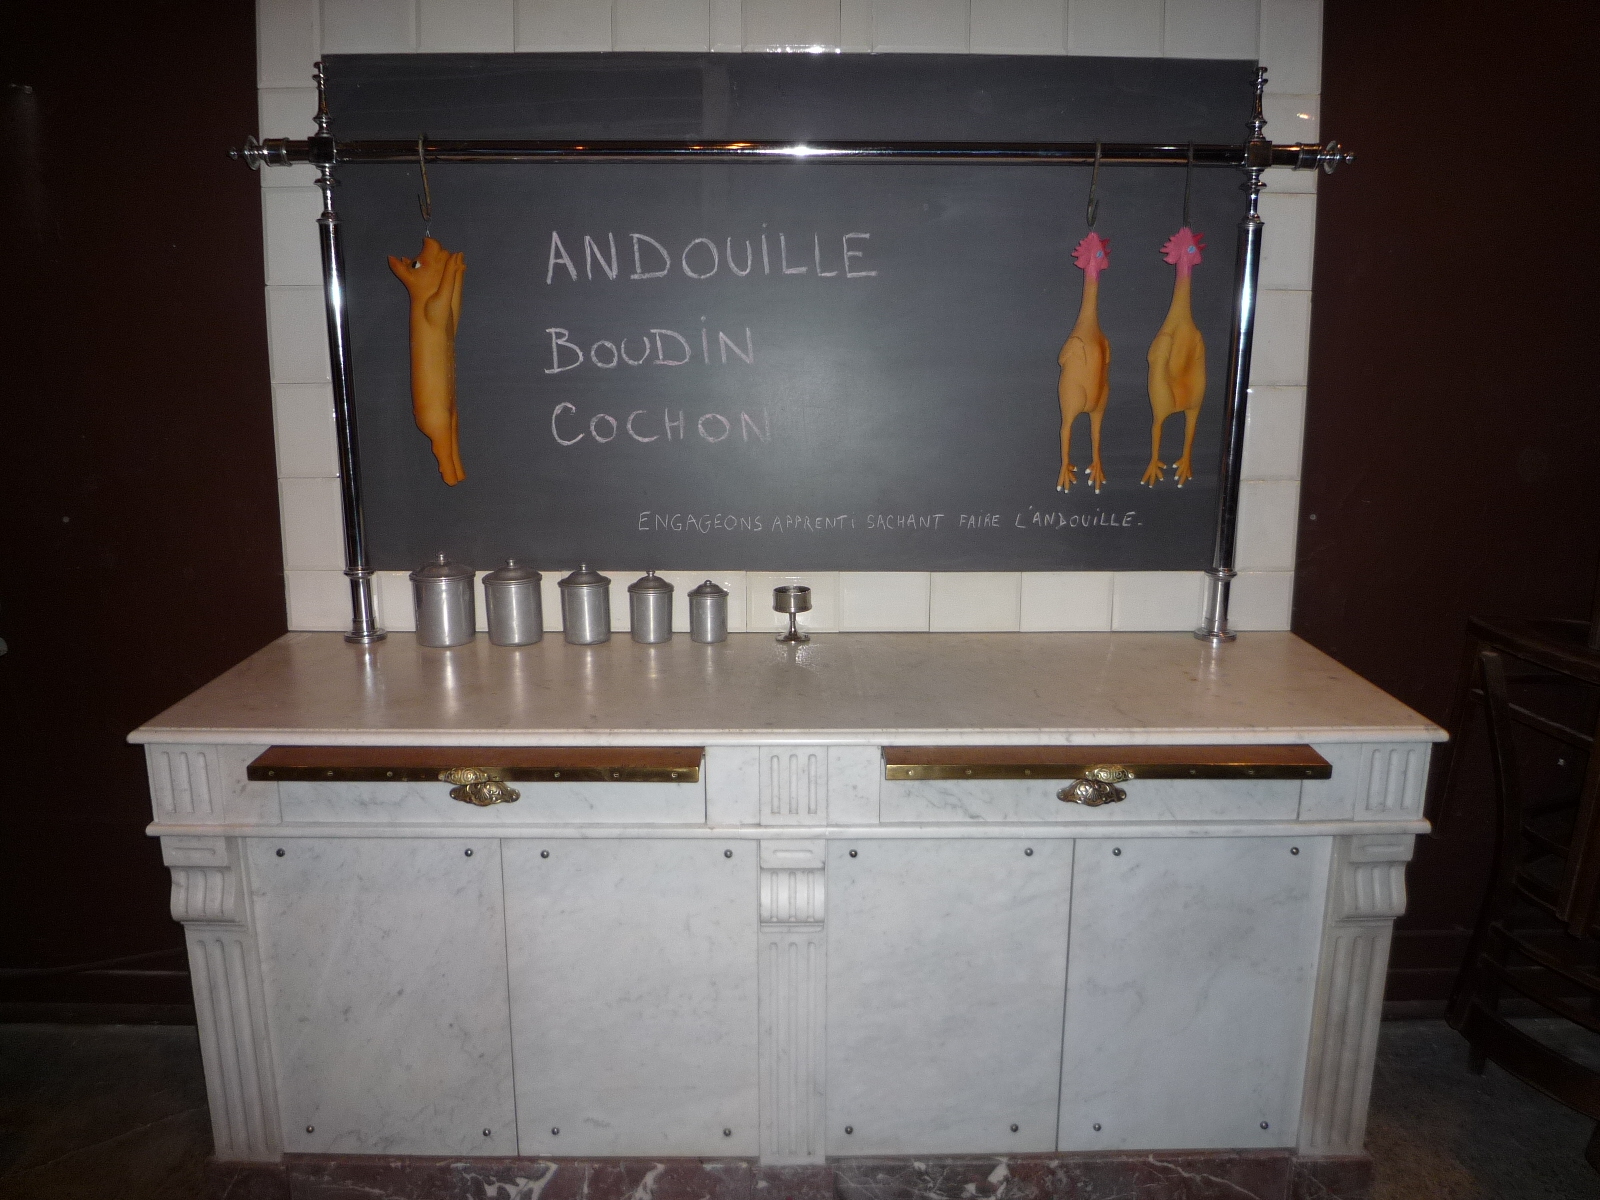 ANDOUiLLE
BOUDiN
COCHON
ENGAGEONS APPRENTi SACHANT FAIRE L'ANDOUILLE.